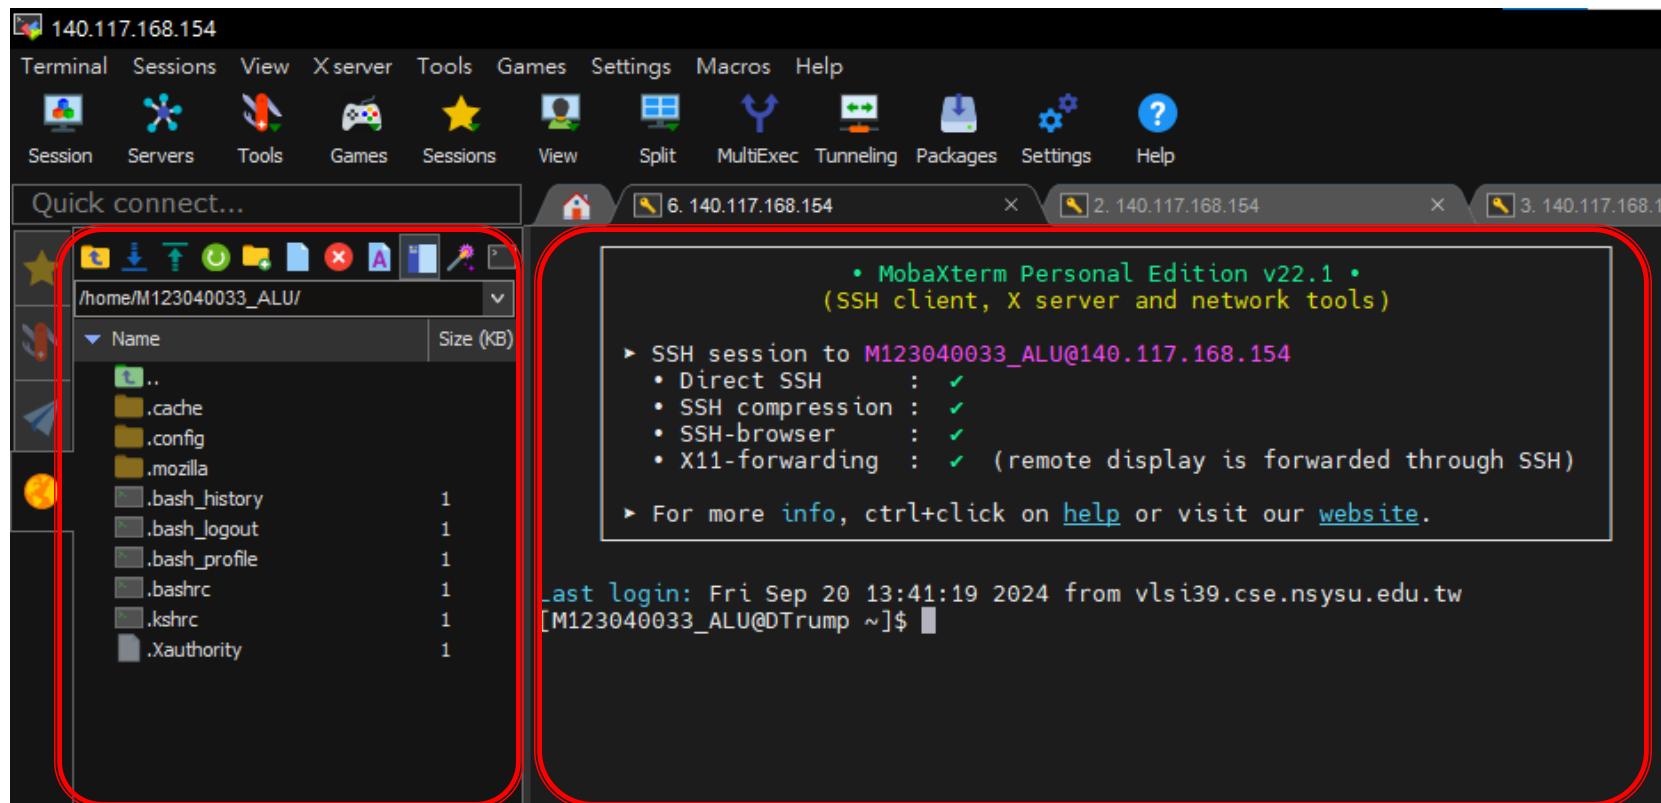 140.117.168.154
Terminal Sessions View X server Tools Games Settings Macros Help
Session Servers Tools Games Sessions View Split MultiExec Tunneling Packages Settings Help
Quick connect...
6. 140.117.168.154
2. 140.117.168.154
3. 140.117.168.1
/home/M123040033_ALU/
Name Size (KB)
..
.cache
.config
.mozilla
.bash_history 1
.bash_logout 1
.bash_profile 1
.bashrc 1
.kshrc 1
.Xauthority 1
• MobaXterm Personal Edition v22.1 •
(SSH client, X server and network tools)
➤ SSH session to M123040033_ALU@140.117.168.154
• Direct SSH : ✔
• SSH compression : ✔
• SSH-browser : ✔
• X11-forwarding : ✔ (remote display is forwarded through SSH)
➤ For more info, ctrl+click on help or visit our website.
Last login: Fri Sep 20 13:41:19 2024 from vlsi39.cse.nsysu.edu.tw
[M123040033_ALU@DTrump ~]$